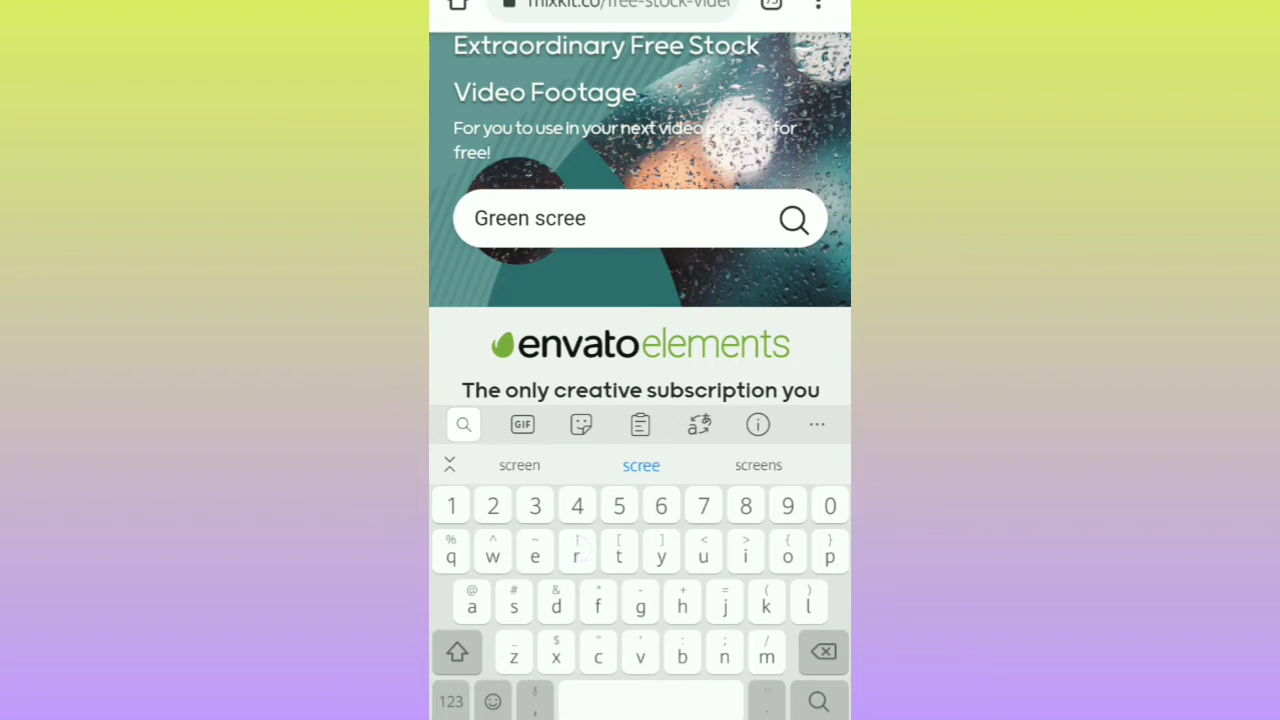 mixkit.co/free-stock-vide
Extraordinary Free Stock
Video Footage
For you to use in your next video project, for
free!
Green scree
envatoelements
The only creative subscription you
GIF
screen scree screens
1 2 3 4 5 6 7 8 9 0
% ^ ~ | [ ] < > { }
q w e r t y u i o p
@ # & * - + = ( )
a s d f g h j k l
_ $ " ' : ; /
z x c v b n m
123 , .